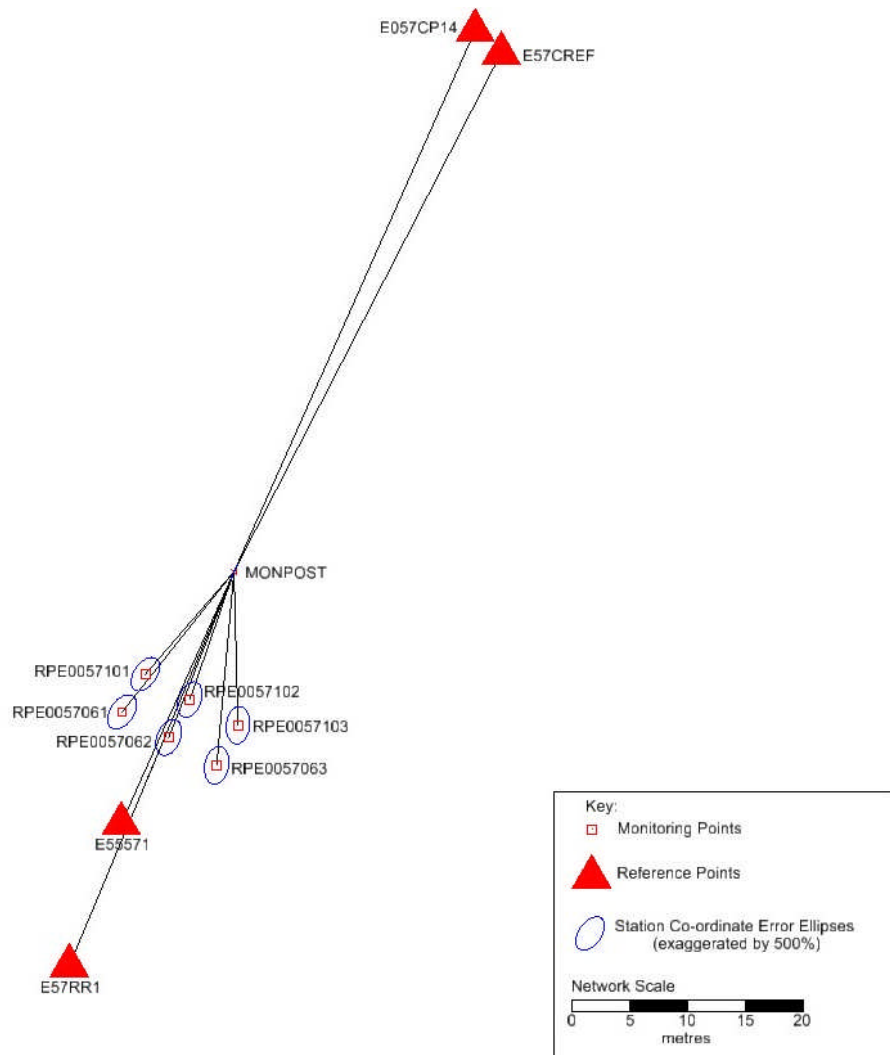 E057CP14
E57CREF
MONPOST
RPE0057101
RPE0057102
RPE0057061
RPE0057103
RPE0057062
RPE0057063
E55571
E57RR1
Key:
Monitoring Points
Reference Points
Station Co-ordinate Error Ellipses
(exaggerated by 500%)
Network Scale
0 5 10 15 20
metres